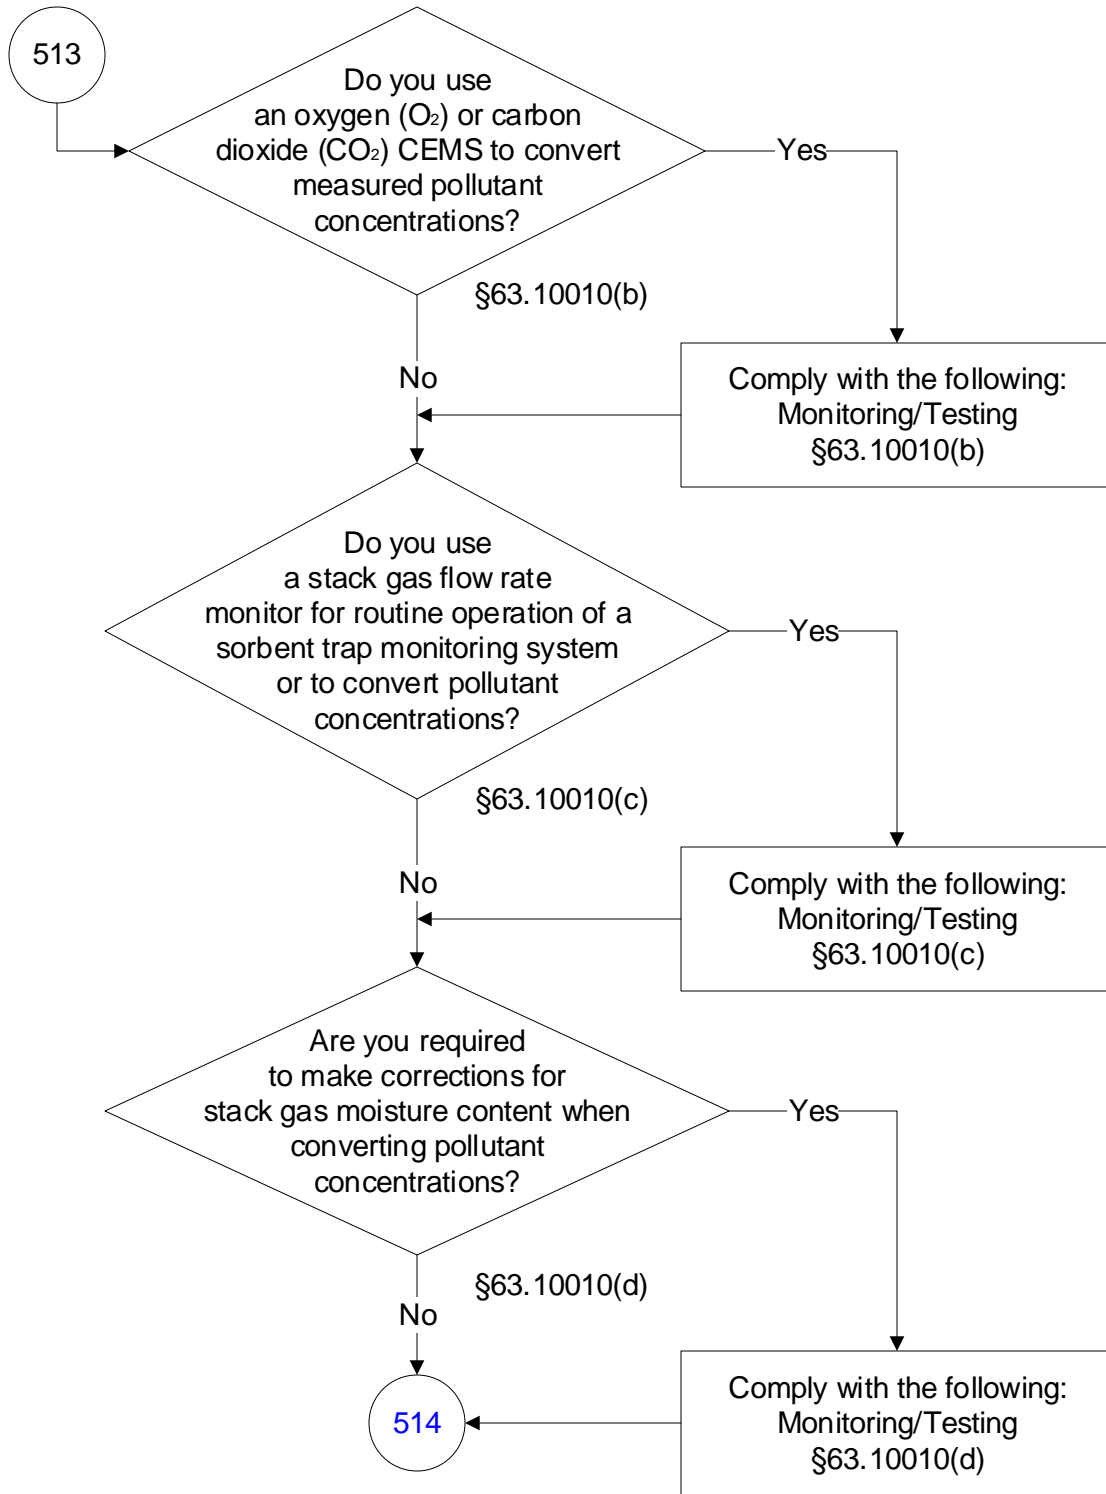 513
Do you use
an oxygen (O₂) or carbon
dioxide (CO₂) CEMS to convert
measured pollutant
concentrations?
Yes
§63.10010(b)
No
Comply with the following:
Monitoring/Testing
§63.10010(b)
Do you use
a stack gas flow rate
monitor for routine operation of a
sorbent trap monitoring system
or to convert pollutant
concentrations?
Yes
§63.10010(c)
No
Comply with the following:
Monitoring/Testing
§63.10010(c)
Are you required
to make corrections for
stack gas moisture content when
converting pollutant
concentrations?
Yes
§63.10010(d)
No
Comply with the following:
Monitoring/Testing
§63.10010(d)
514